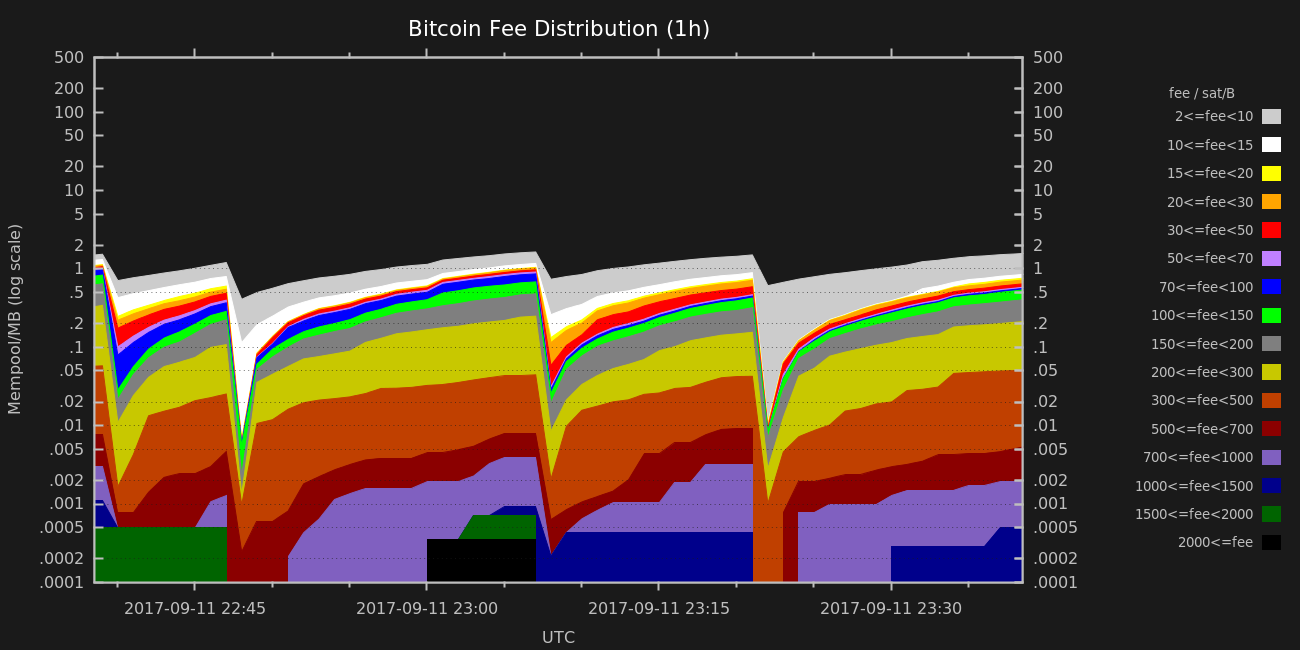 Bitcoin Fee Distribution (1h)
500
200
100
50
20
10
5
2
1
.5
.2
.1
.05
.02
.01
.005
.002
.001
.0005
.0002
.0001
Mempool/MB (log scale)
500
200
100
50
20
10
5
2
1
.5
.2
.1
.05
.02
.01
.005
.002
.001
.0005
.0002
.0001
2017-09-11 22:45
2017-09-11 23:00
2017-09-11 23:15
2017-09-11 23:30
UTC
fee / sat/B
2<=fee<10
10<=fee<15
15<=fee<20
20<=fee<30
30<=fee<50
50<=fee<70
70<=fee<100
100<=fee<150
150<=fee<200
200<=fee<300
300<=fee<500
500<=fee<700
700<=fee<1000
1000<=fee<1500
1500<=fee<2000
2000<=fee